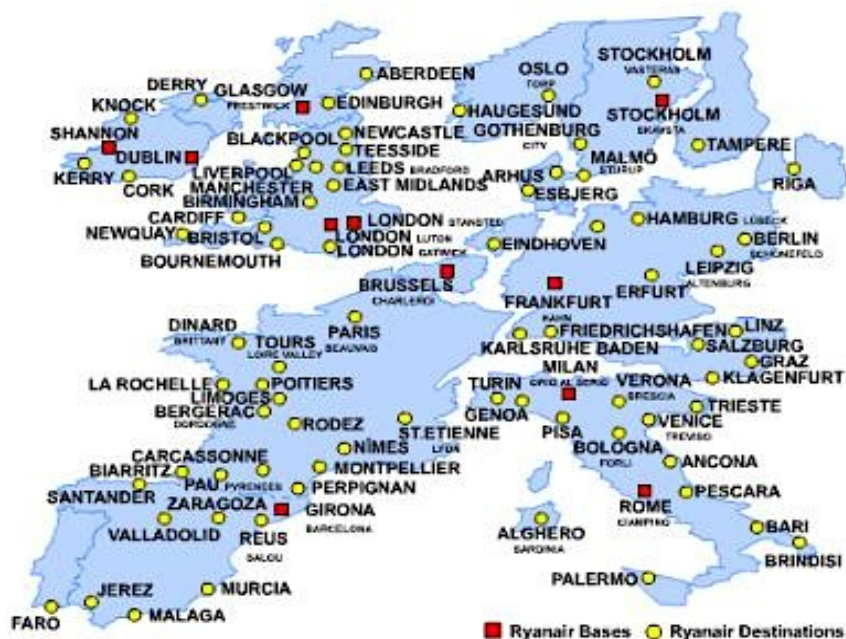 ABERDEEN
DERRY
GLASGOW
PRESTWICK
EDINBURGH
KNOCK
SHANNON
DUBLIN
KERRY
CORK
BLACKPOOL
NEWCASTLE
TEESSIDE
LIVERPOOL
LEEDS BRADFORD
MANCHESTER
EAST MIDLANDS
BIRMINGHAM
CARDIFF
NEWQUAY
BRISTOL
BOURNEMOUTH
LONDON STANSTED
LONDON LUTON
LONDON GATWICK
OSLO
TORP
HAUGESUND
STOCKHOLM
VASTERAS
STOCKHOLM
SKAVSTA
GOTHENBURG
CITY
TAMPERE
MALMÖ
STURUP
ARHUS
ESBJERG
RIGA
HAMBURG LÜBECK
EINDHOVEN
BERLIN
SCHÖNEFELD
LEIPZIG
ALTENBURG
BRUSSELS
CHARLEROI
FRANKFURT
HAHN
ERFURT
PARIS
BEAUVAIS
DINARD
BRITTANY
TOURS
LOIRE VALLEY
FRIEDRICHSHAFEN
LINZ
KARLSRUHE BADEN
SALZBURG
GRAZ
KLAGENFURT
LA ROCHELLE
POITIERS
LIMOGES
BERGERAC
DORDOGNE
RODEZ
ST.ETIENNE
LYON
MILAN
ORIO AL SERIO
TURIN
GENOA
VERONA
BRESCIA
TRIESTE
PISA
VENICE
TREVISO
BOLOGNA
FORLI
NÎMES
CARCASSONNE
BIARRITZ
PAU PYRENEES
MONTPELLIER
PERPIGNAN
ANCONA
SANTANDER
ZARAGOZA
GIRONA
BARCELONA
VALLADOLID
REUS
SALOU
ROME
CIAMPINO
PESCARA
ALGHERO
SARDINIA
BARI
BRINDISI
JEREZ
MURCIA
PALERMO
FARO
MALAGA
Ryanair Bases
Ryanair Destinations